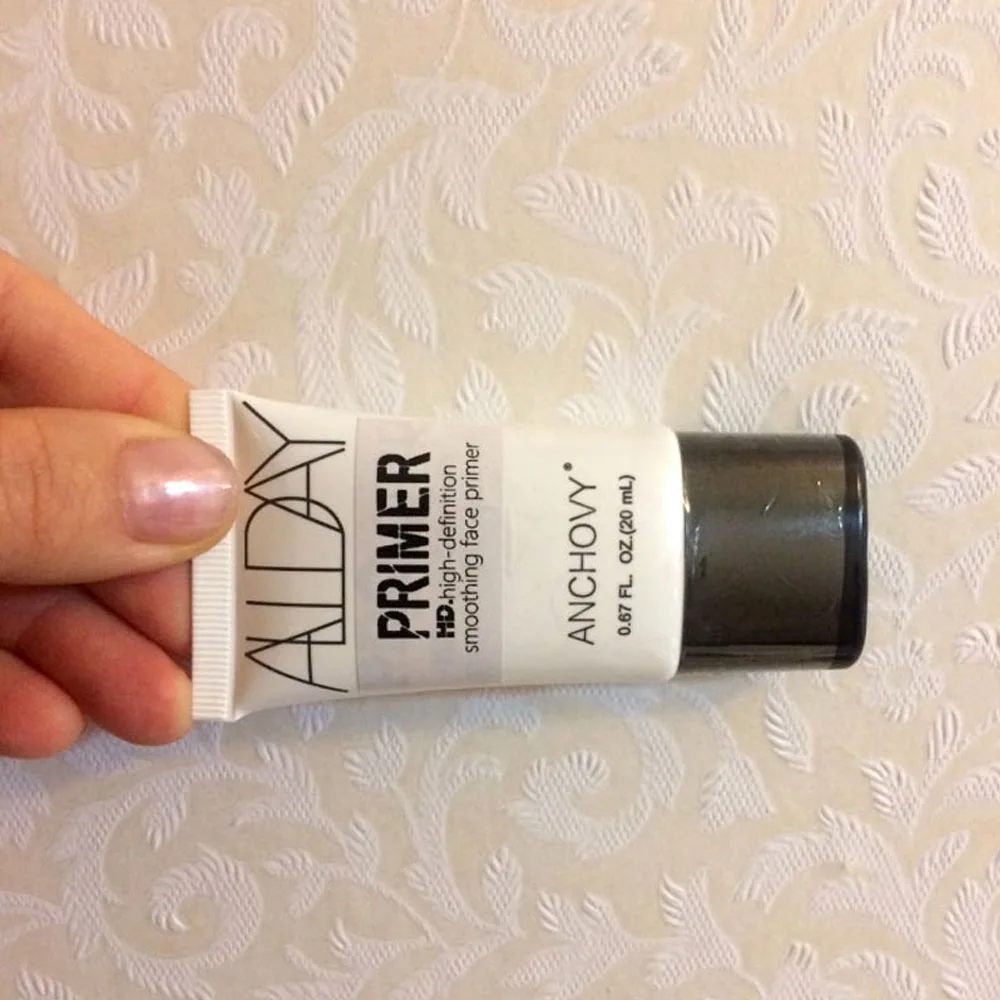 ALLDAY
PRIMER
HD.high-definition
smoothing face primer
ANCHOVY®
0.67 FL. OZ.(20 mL)